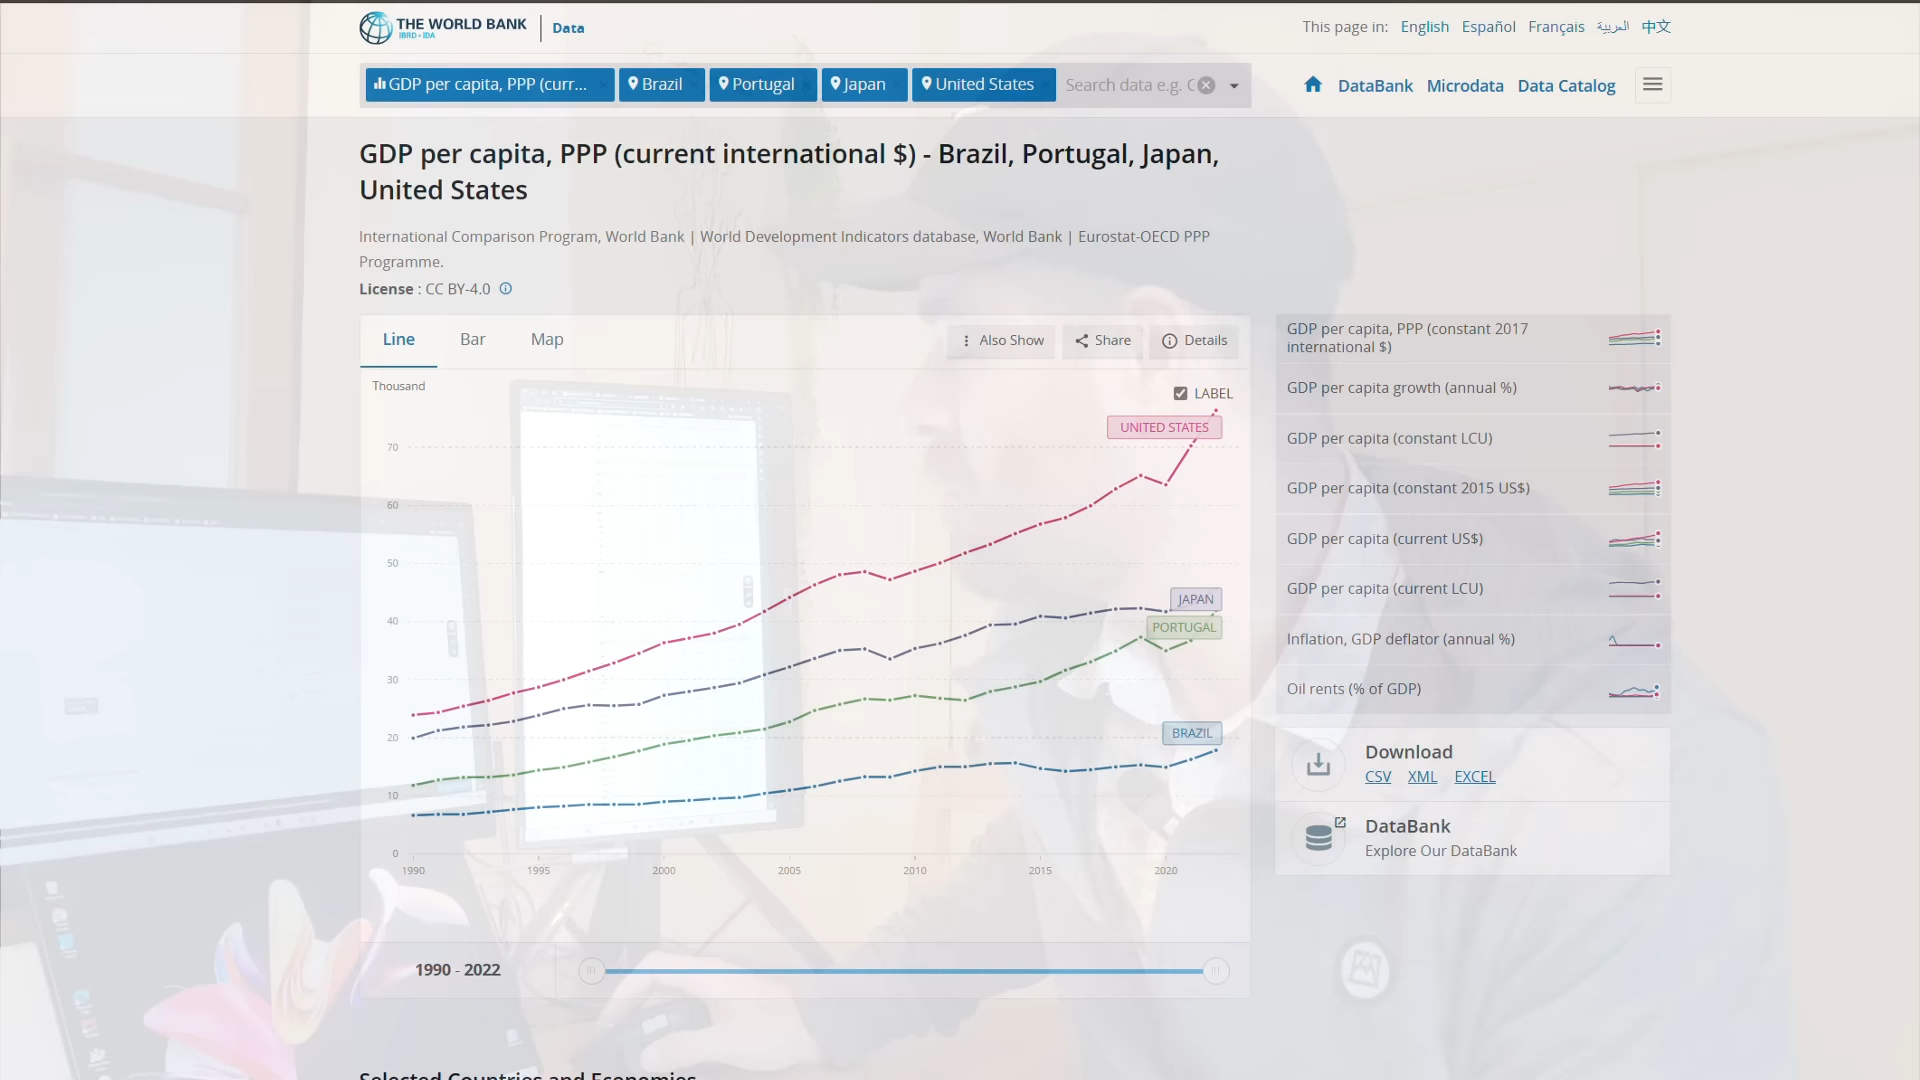 THE WORLD BANK
IBRD • IDA
Data
This page in: English Español Français العربية 中文
GDP per capita, PPP (curr... Brazil Portugal Japan United States Search data e.g. G
DataBank Microdata Data Catalog
GDP per capita, PPP (current international $) - Brazil, Portugal, Japan,
United States
International Comparison Program, World Bank | World Development Indicators database, World Bank | Eurostat-OECD PPP
Programme.
License : CC BY-4.0
Line Bar Map
Also Show Share Details
Thousand
LABEL
UNITED STATES
JAPAN
PORTUGAL
BRAZIL
70
60
50
40
30
20
10
0
1990 1995 2000 2005 2010 2015 2020
1990 - 2022
GDP per capita, PPP (constant 2017
international $)
GDP per capita growth (annual %)
GDP per capita (constant LCU)
GDP per capita (constant 2015 US$)
GDP per capita (current US$)
GDP per capita (current LCU)
Inflation, GDP deflator (annual %)
Oil rents (% of GDP)
Download
CSV XML EXCEL
DataBank
Explore Our DataBank
Selected Countries and Economies